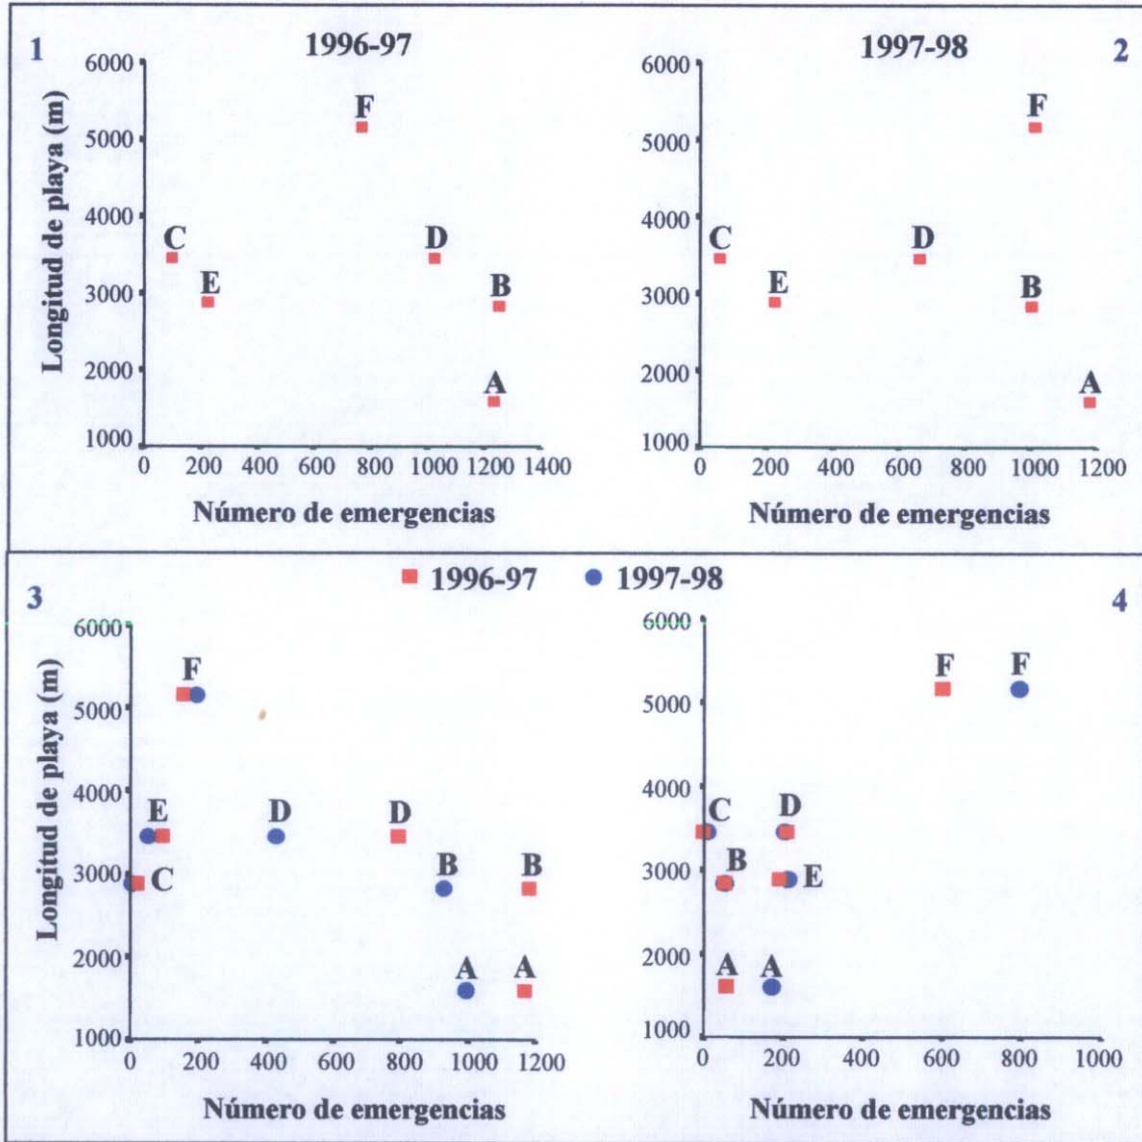 1
1996-97
6000
5000
4000
3000
2000
1000
Longitud de playa (m)
F
C
D
E
B
A
0 200 400 600 800 1000 1200 1400
Número de emergencias
1997-98
2
6000
5000
4000
3000
2000
1000
F
C
D
E
B
A
0 200 400 600 800 1000 1200
Número de emergencias
1996-97 1997-98
3
6000
5000
4000
3000
2000
1000
Longitud de playa (m)
F
E D D
C B B
A A
0 200 400 600 800 1000 1200
Número de emergencias
4
6000
5000
4000
3000
2000
1000
F F
C D
B E
A A
0 200 400 600 800 1000
Número de emergencias